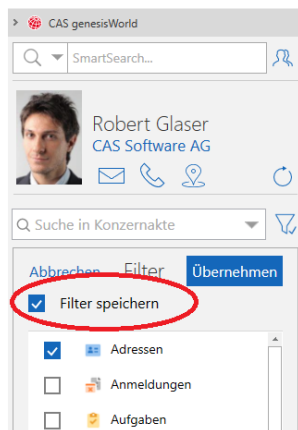 CAS genesisWorld
SmartSearch...
Robert Glaser
CAS Software AG
Suche in Konzernakte
Abbrechen Filter Übernehmen
Filter speichern
Adressen
Anmeldungen
Aufgaben